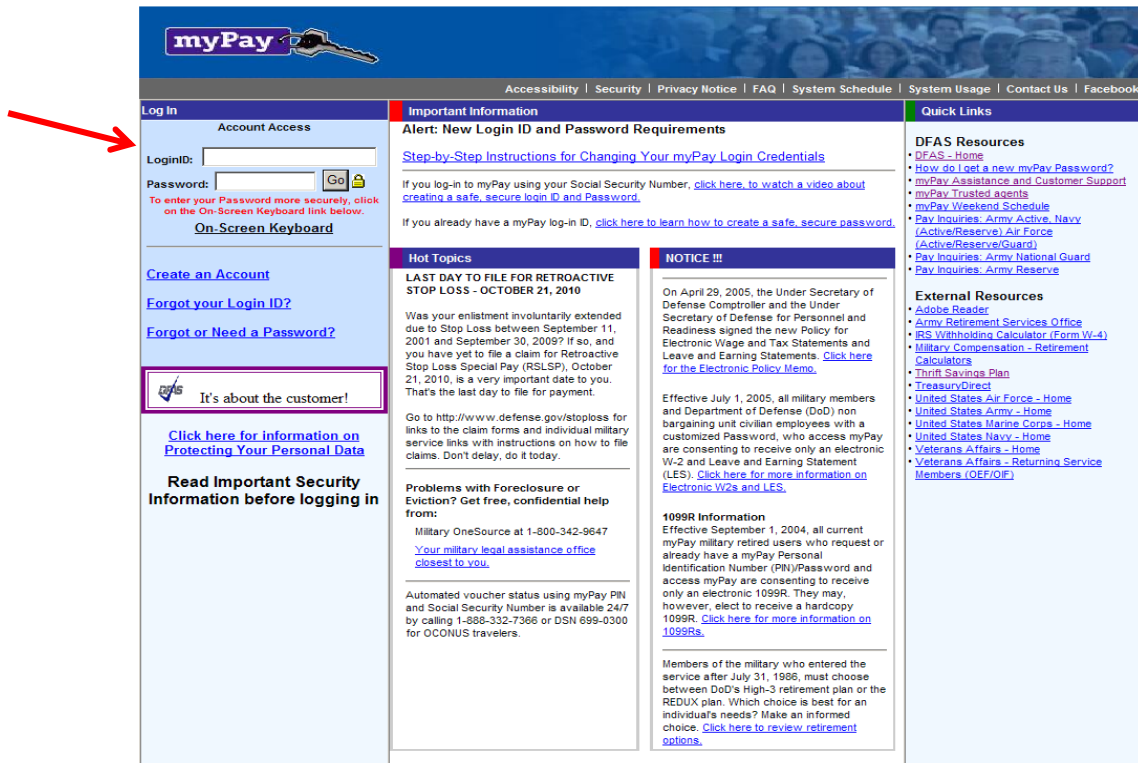 myPay
Accessibility | Security | Privacy Notice | FAQ | System Schedule | System Usage | Contact Us | Facebook
Log In
Account Access
LoginID:
Password:
Go
To enter your Password more securely, click
on the On-Screen Keyboard link below.
On-Screen Keyboard
Create an Account
Forgot your Login ID?
Forgot or Need a Password?
DFAS
It's about the customer!
Click here for information on
Protecting Your Personal Data
Read Important Security
Information before logging in
Important Information
Alert: New Login ID and Password Requirements
Step-by-Step Instructions for Changing Your myPay Login Credentials
If you log-in to myPay using your Social Security Number, click here, to watch a video about
creating a safe, secure login ID and Password.
If you already have a myPay log-in ID, click here to learn how to create a safe, secure password.
Hot Topics
LAST DAY TO FILE FOR RETROACTIVE
STOP LOSS - OCTOBER 21, 2010
Was your enlistment involuntarily extended
due to Stop Loss between September 11,
2001 and September 30, 2009? If so, and
you have yet to file a claim for Retroactive
Stop Loss Special Pay (RSLSP), October
21, 2010, is a very important date to you.
That's the last day to file for payment.
Go to http://www.defense.gov/stoploss for
links to the claim forms and individual military
service links with instructions on how to file
claims. Don't delay, do it today.
Problems with Foreclosure or
Eviction? Get free, confidential help
from:
Military OneSource at 1-800-342-9647
Your military legal assistance office
closest to you.
Automated voucher status using myPay PIN
and Social Security Number is available 24/7
by calling 1-888-332-7366 or DSN 699-0300
for OCONUS travelers.
NOTICE !!!
On April 29, 2005, the Under Secretary of
Defense Comptroller and the Under
Secretary of Defense for Personnel and
Readiness signed the new Policy for
Electronic Wage and Tax Statements and
Leave and Earning Statements. Click here
for the Electronic Policy Memo.
Effective July 1, 2005, all military members
and Department of Defense (DoD) non
bargaining unit civilian employees with a
customized Password, who access myPay
are consenting to receive only an electronic
W-2 and Leave and Earning Statement
(LES). Click here for more information on
Electronic W2s and LES.
1099R Information
Effective September 1, 2004, all current
myPay military retired users who request or
already have a myPay Personal
Identification Number (PIN)/Password and
access myPay are consenting to receive
only an electronic 1099R. They may,
however, elect to receive a hardcopy
1099R. Click here for more information on
1099Rs.
Members of the military who entered the
service after July 31, 1986, must choose
between DoD's High-3 retirement plan or the
REDUX plan. Which choice is best for an
individual's needs? Make an informed
choice. Click here to review retirement
options.
Quick Links
DFAS Resources
• DFAS - Home
• How do I get a new myPay Password?
• myPay Assistance and Customer Support
• myPay Trusted agents
• myPay Weekend Schedule
• Pay Inquiries: Army Active, Navy
(Active/Reserve) Air Force
(Active/Reserve/Guard)
• Pay Inquiries: Army National Guard
• Pay Inquiries: Army Reserve
External Resources
• Adobe Reader
• Army Retirement Services Office
• IRS Withholding Calculator (Form W-4)
• Military Compensation - Retirement
Calculators
• Thrift Savings Plan
• TreasuryDirect
• United States Air Force - Home
• United States Army - Home
• United States Marine Corps - Home
• United States Navy - Home
• Veterans Affairs - Home
• Veterans Affairs - Returning Service
Members (OEF/OIF)